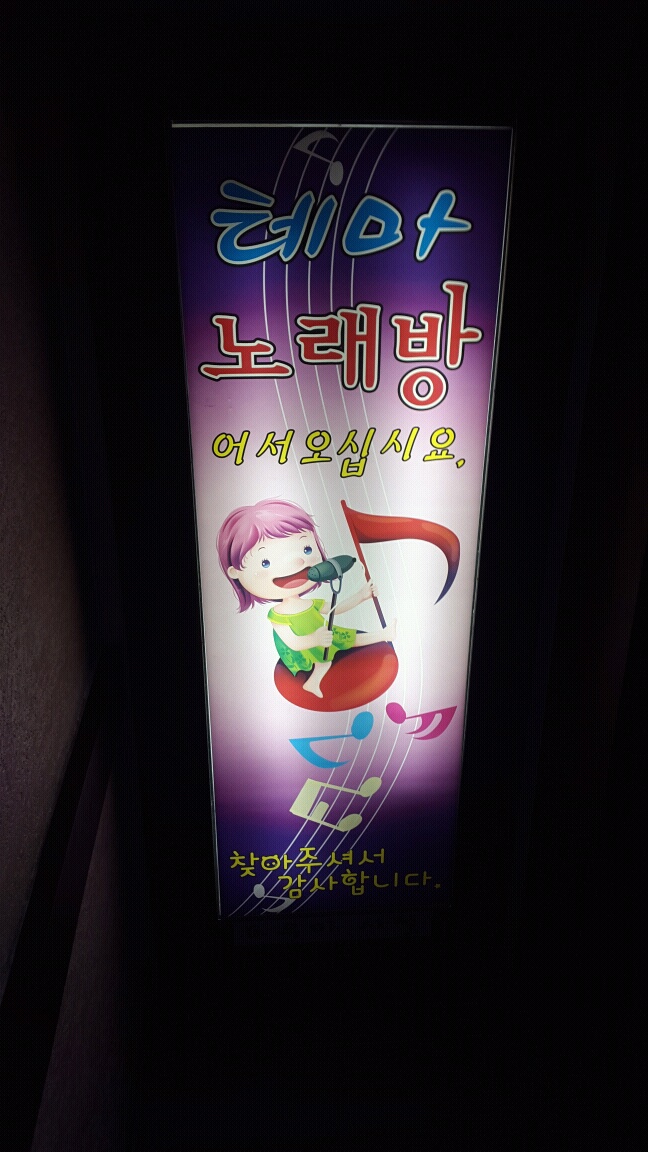 테마
노래방
어서오십시요.
찾아주셔서
감사합니다.